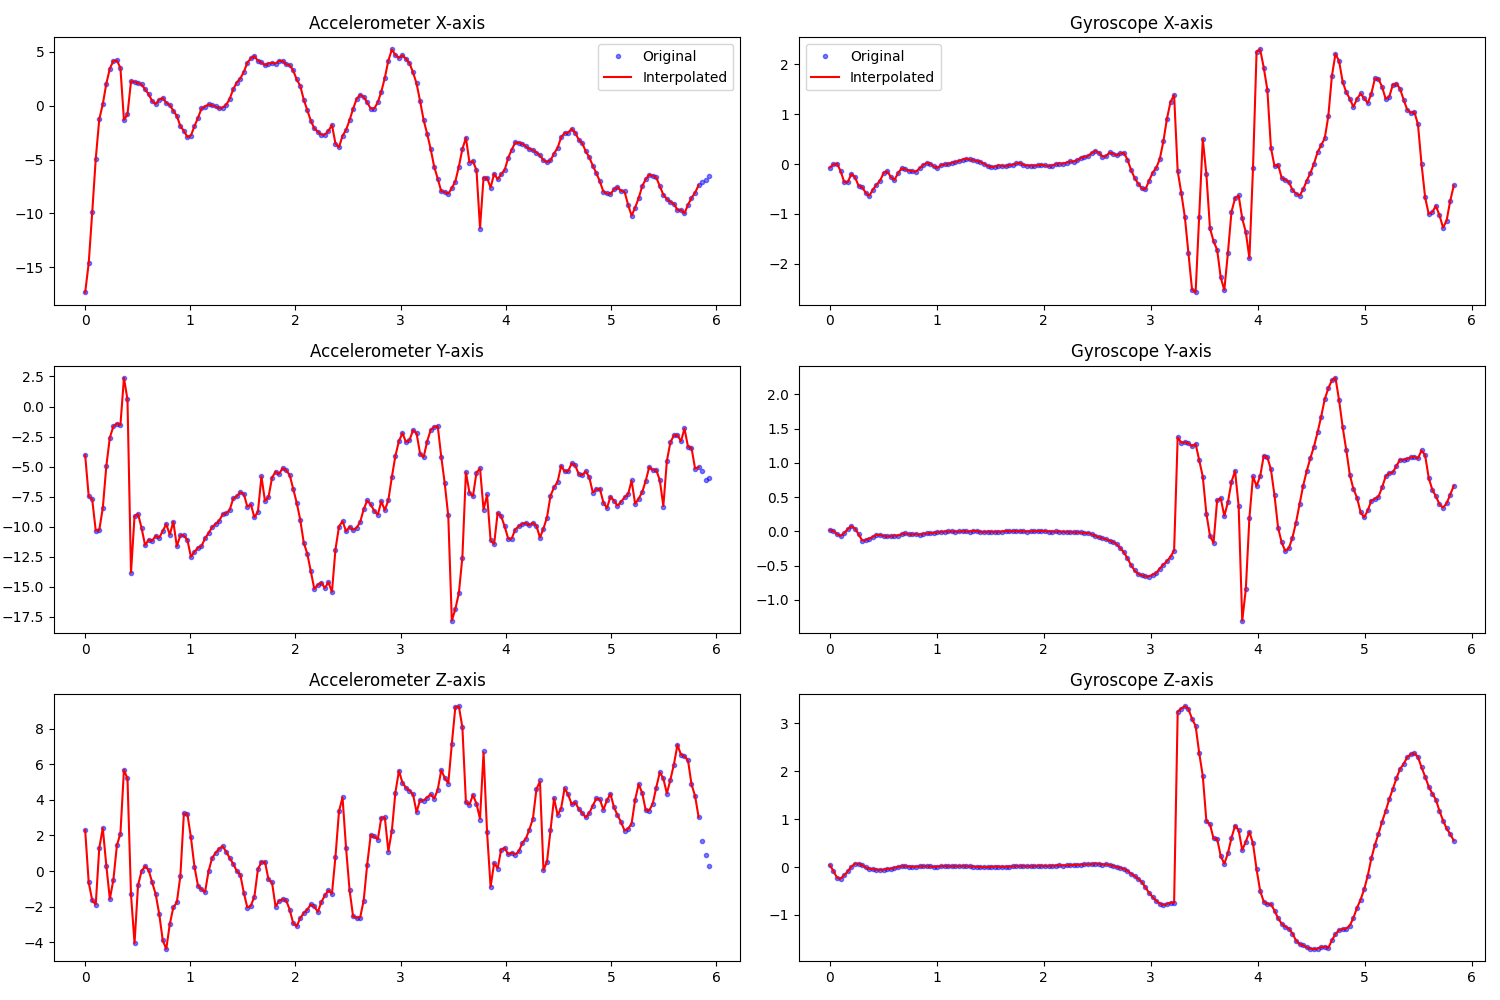 Accelerometer X-axis
5
0
−5
−10
−15
0 1 2 3 4 5 6
Original
Interpolated
Gyroscope X-axis
2
1
0
−1
−2
0 1 2 3 4 5 6
Original
Interpolated
Accelerometer Y-axis
2.5
0.0
−2.5
−5.0
−7.5
−10.0
−12.5
−15.0
−17.5
0 1 2 3 4 5 6
Gyroscope Y-axis
2.0
1.5
1.0
0.5
0.0
−0.5
−1.0
0 1 2 3 4 5 6
Accelerometer Z-axis
8
6
4
2
0
−2
−4
0 1 2 3 4 5 6
Gyroscope Z-axis
3
2
1
0
−1
0 1 2 3 4 5 6